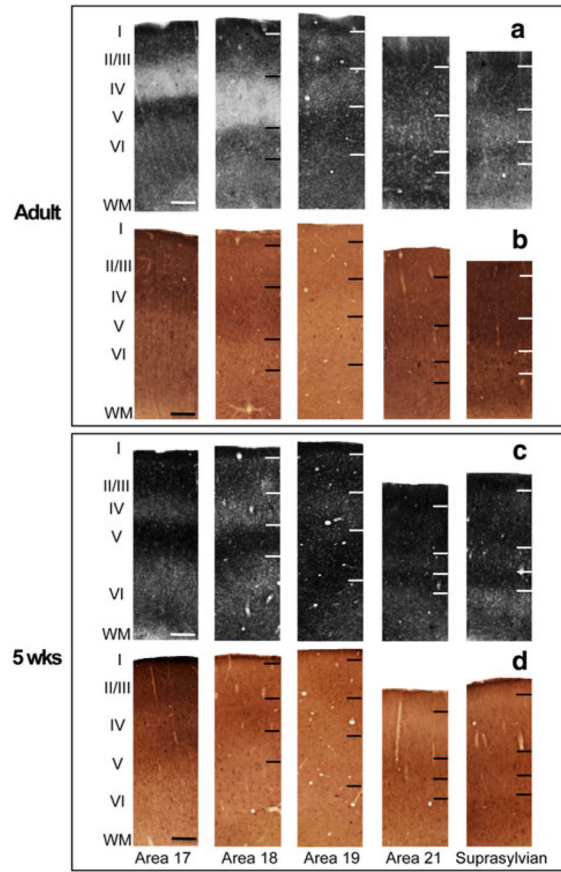 a
I
II/III
IV
V
VI
WM
Adult
b
I
II/III
IV
V
VI
WM
c
I
II/III
IV
V
VI
WM
5 wks
d
I
II/III
IV
V
VI
WM
Area 17 Area 18 Area 19 Area 21 Suprasylvian